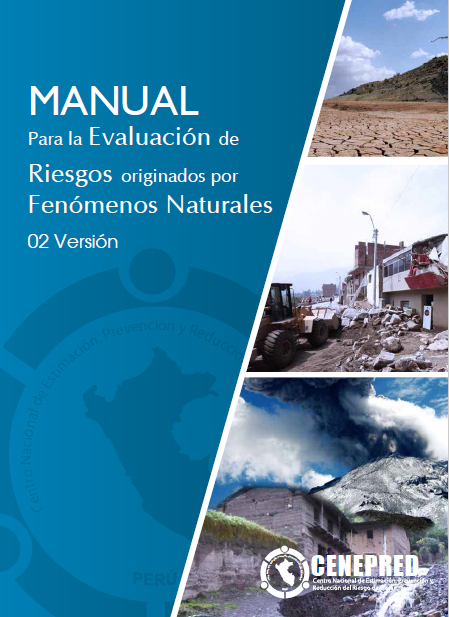 MANUAL
Para la Evaluación de
Riesgos originados por
Fenómenos Naturales
02 Versión
Centro Nacional de Estimación, Prevención y Reducción
PERÚ
CENEPRED
Centro Nacional de Estimación, Prevención y
Reducción del Riesgo de